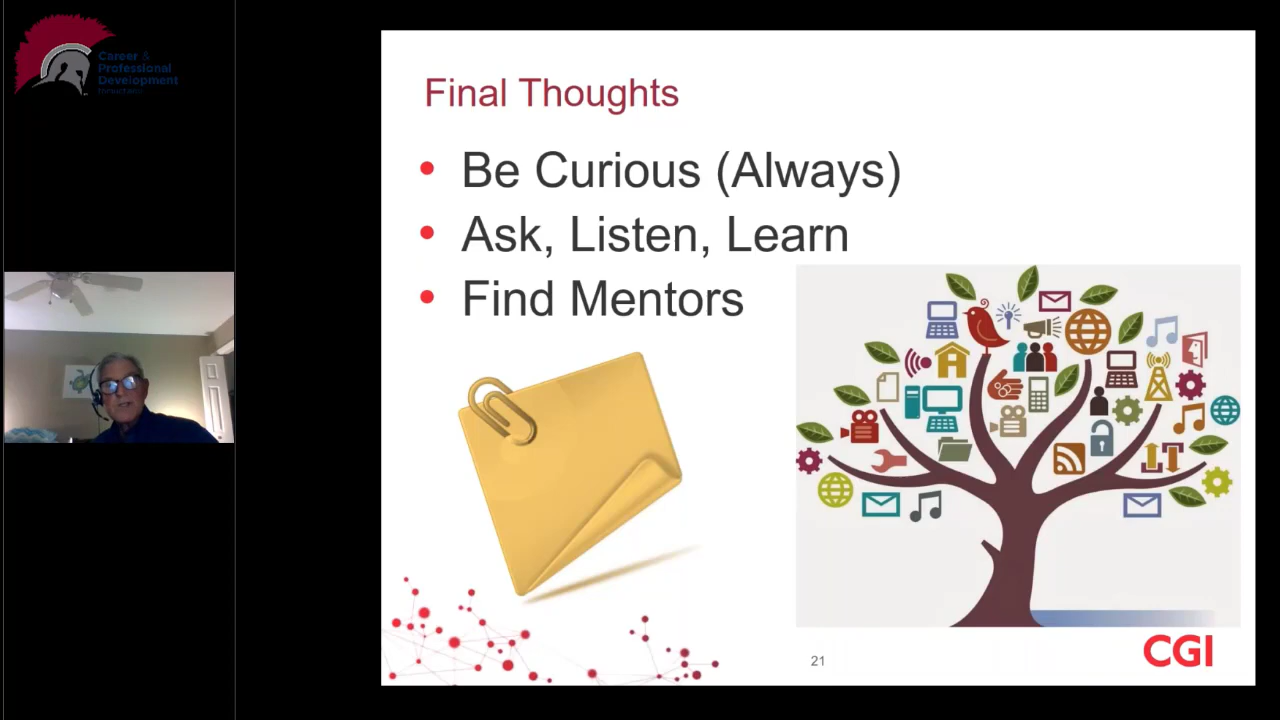 Career &
Professional
Development
Final Thoughts
• Be Curious (Always)
• Ask, Listen, Learn
• Find Mentors
21
CGI